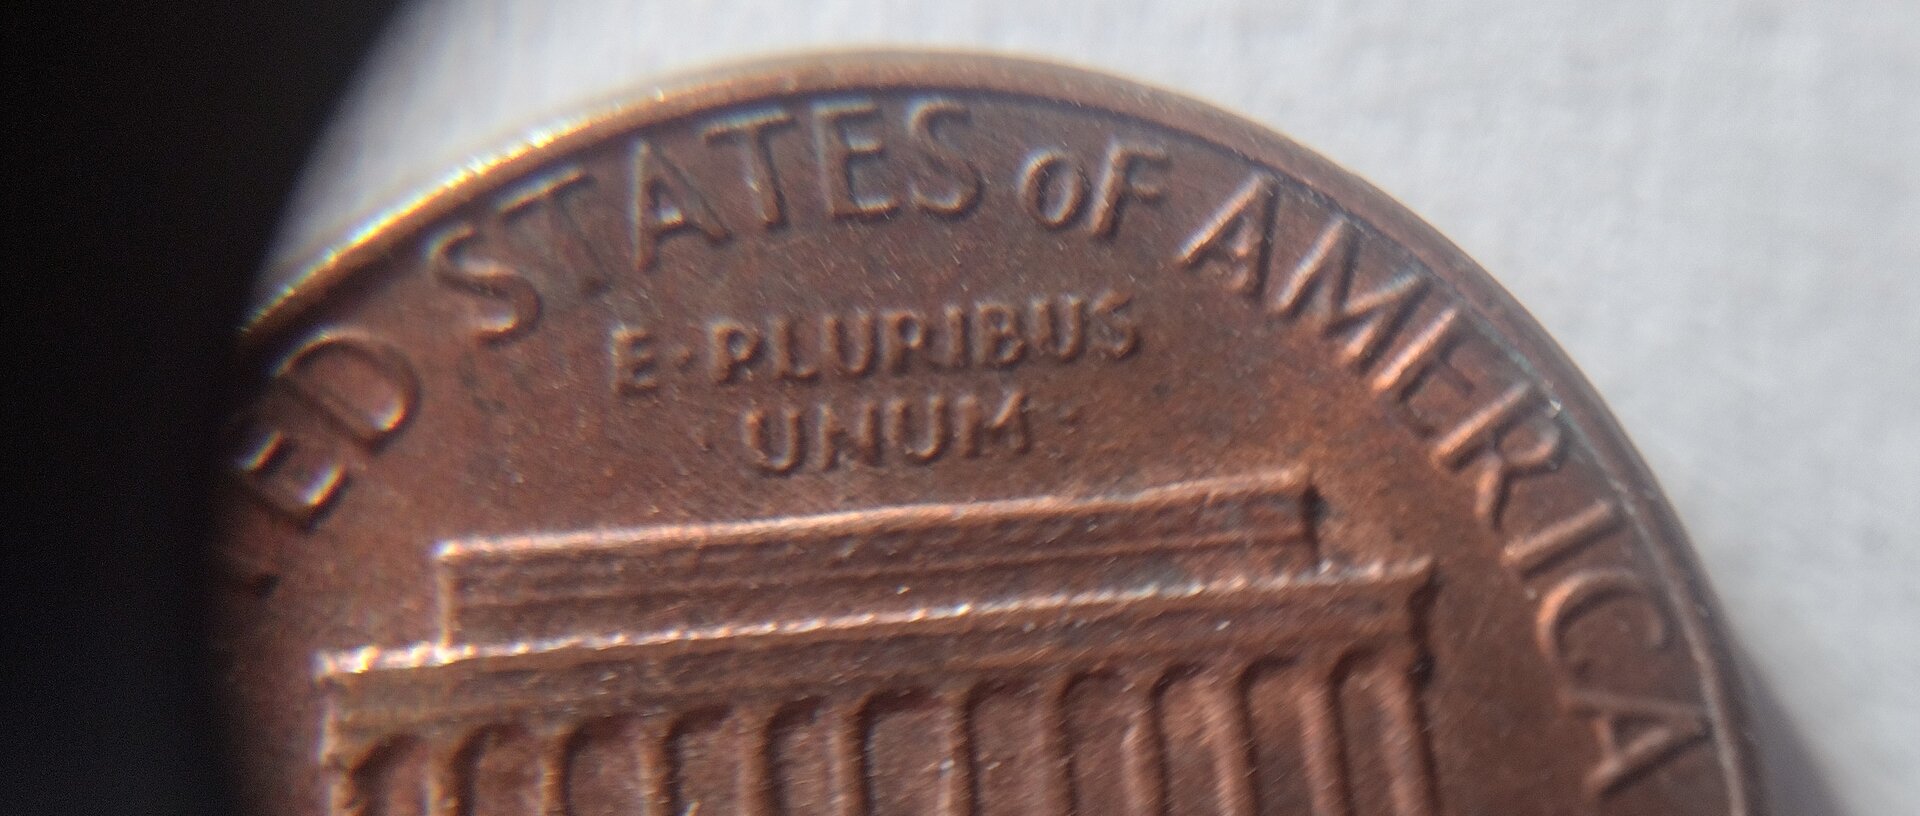 ED STATES OF AMERICA
E·PLURIBUS
·UNUM·